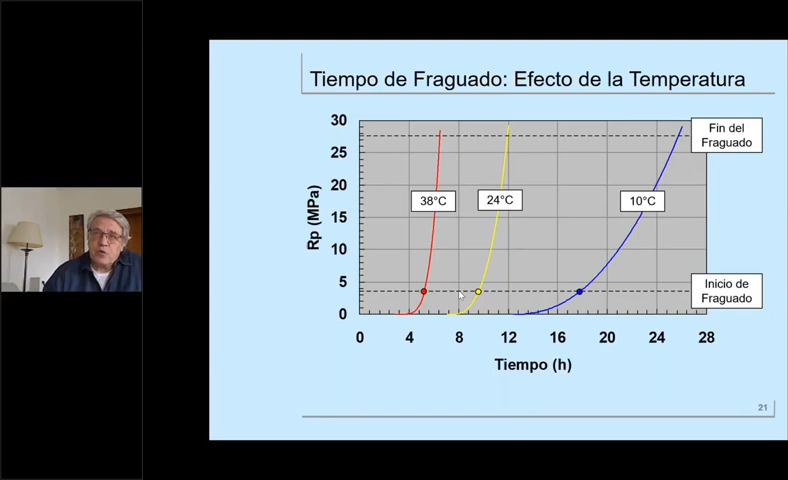 Tiempo de Fraguado: Efecto de la Temperatura
Rp (MPa)
30
25
20
15
10
5
0
38°C
24°C
10°C
Fin del
Fraguado
Inicio de
Fraguado
0 4 8 12 16 20 24 28
Tiempo (h)
21